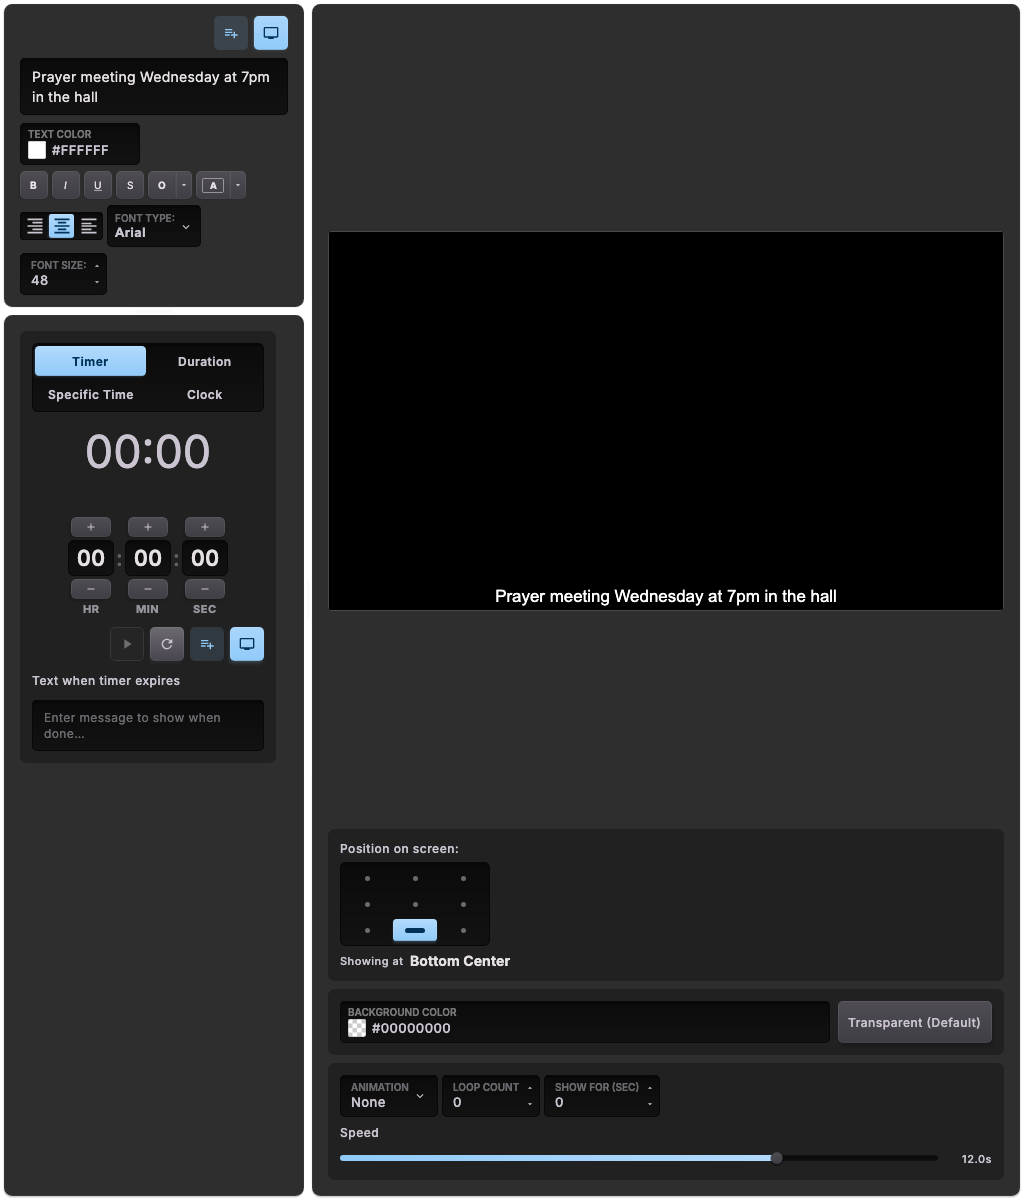 Prayer meeting Wednesday at 7pm
in the hall
TEXT COLOR
#FFFFFF
B I U S O A
FONT TYPE:
Arial
FONT SIZE:
48
Timer Duration
Specific Time Clock
00:00
+ + +
00 : 00 : 00
− − −
HR MIN SEC
Text when timer expires
Enter message to show when
done...
Prayer meeting Wednesday at 7pm in the hall
Position on screen:
Showing at Bottom Center
BACKGROUND COLOR
#00000000
Transparent (Default)
ANIMATION
None
LOOP COUNT
0
SHOW FOR (SEC)
0
Speed
12.0s